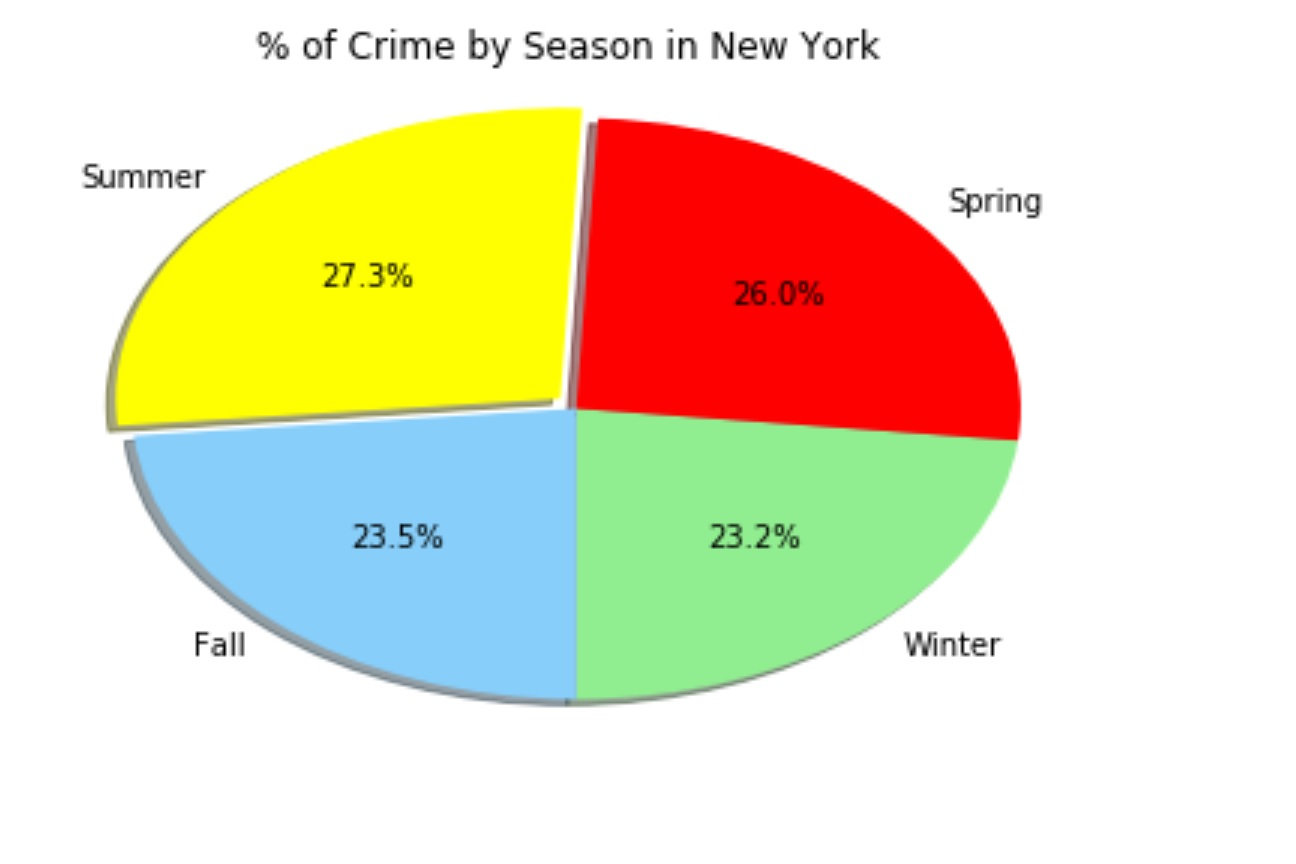 % of Crime by Season in New York
Summer
Spring
27.3%
26.0%
23.5%
23.2%
Fall
Winter